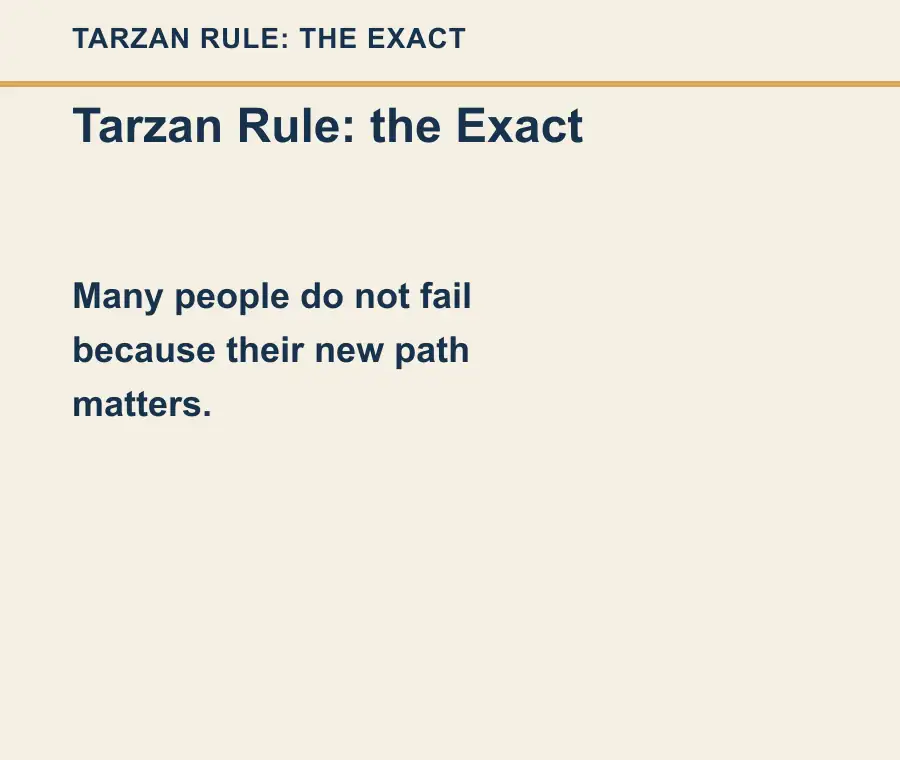 TARZAN RULE: THE EXACT
Tarzan Rule: the Exact
Many people do not fail
because their new path
matters.